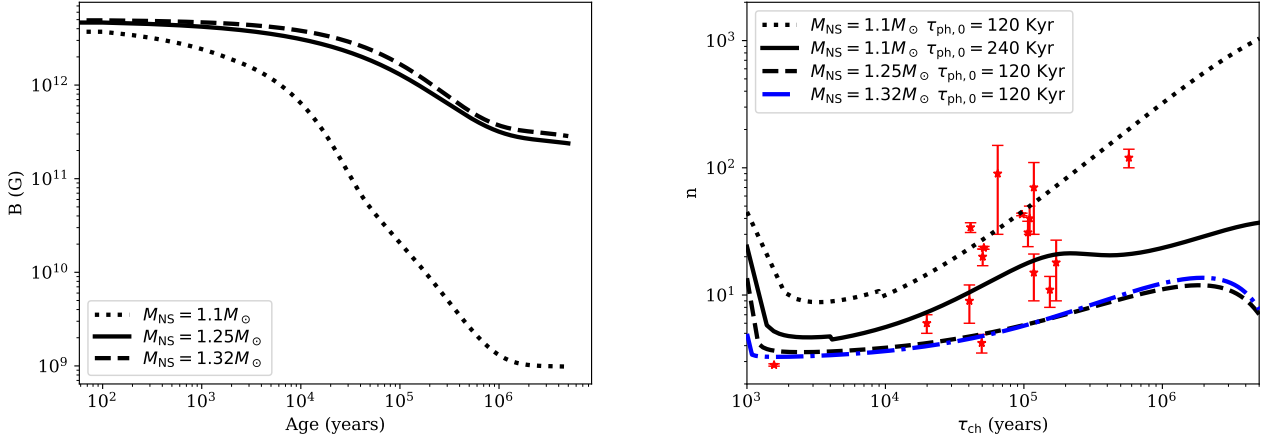 B (G)
10¹²
10¹¹
10¹⁰
10⁹
10² 10³ 10⁴ 10⁵ 10⁶
Age (years)
M_NS = 1.1M_⊙
M_NS = 1.25M_⊙
M_NS = 1.32M_⊙
n
10³
10²
10¹
10³ 10⁴ 10⁵ 10⁶
τ_ch (years)
M_NS = 1.1M_⊙ τ_ph, 0 = 120 Kyr
M_NS = 1.1M_⊙ τ_ph, 0 = 240 Kyr
M_NS = 1.25M_⊙ τ_ph, 0 = 120 Kyr
M_NS = 1.32M_⊙ τ_ph, 0 = 120 Kyr